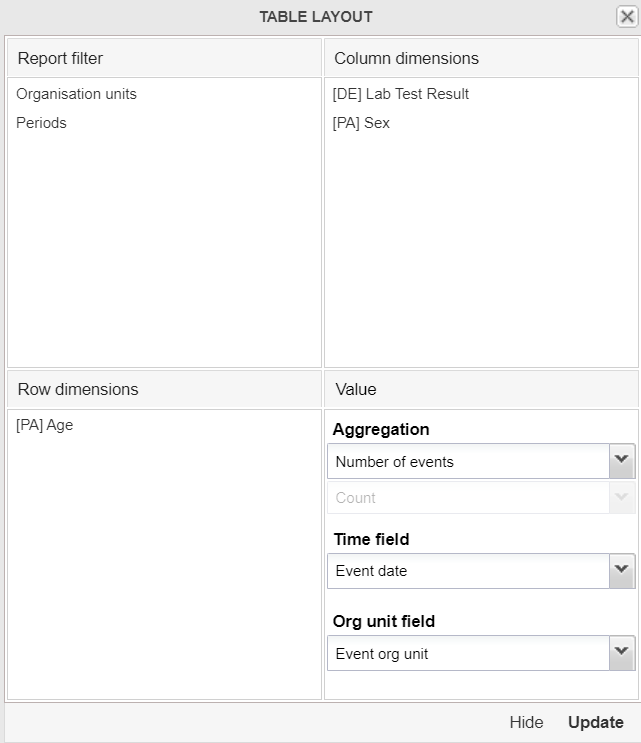 TABLE LAYOUT
Report filter
Organisation units
Periods
Column dimensions
[DE] Lab Test Result
[PA] Sex
Row dimensions
[PA] Age
Value
Aggregation
Number of events
Count
Time field
Event date
Org unit field
Event org unit
Hide
Update